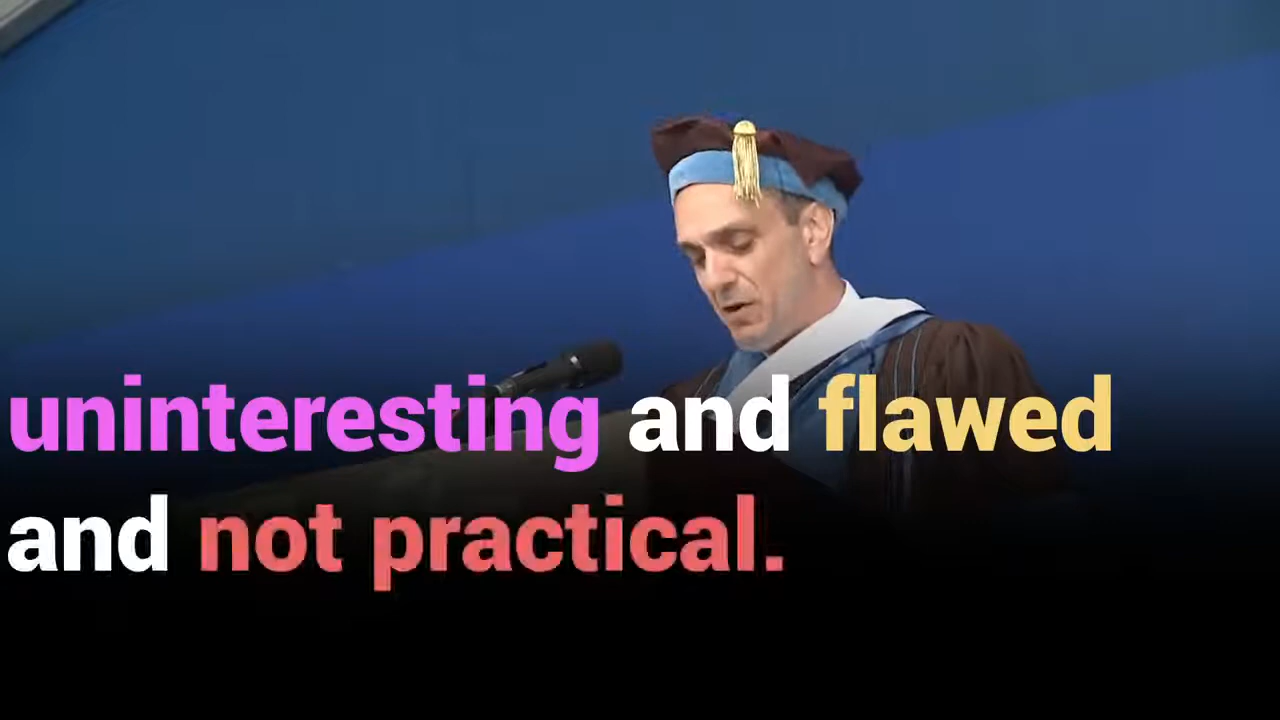 uninteresting and flawed
and not practical.